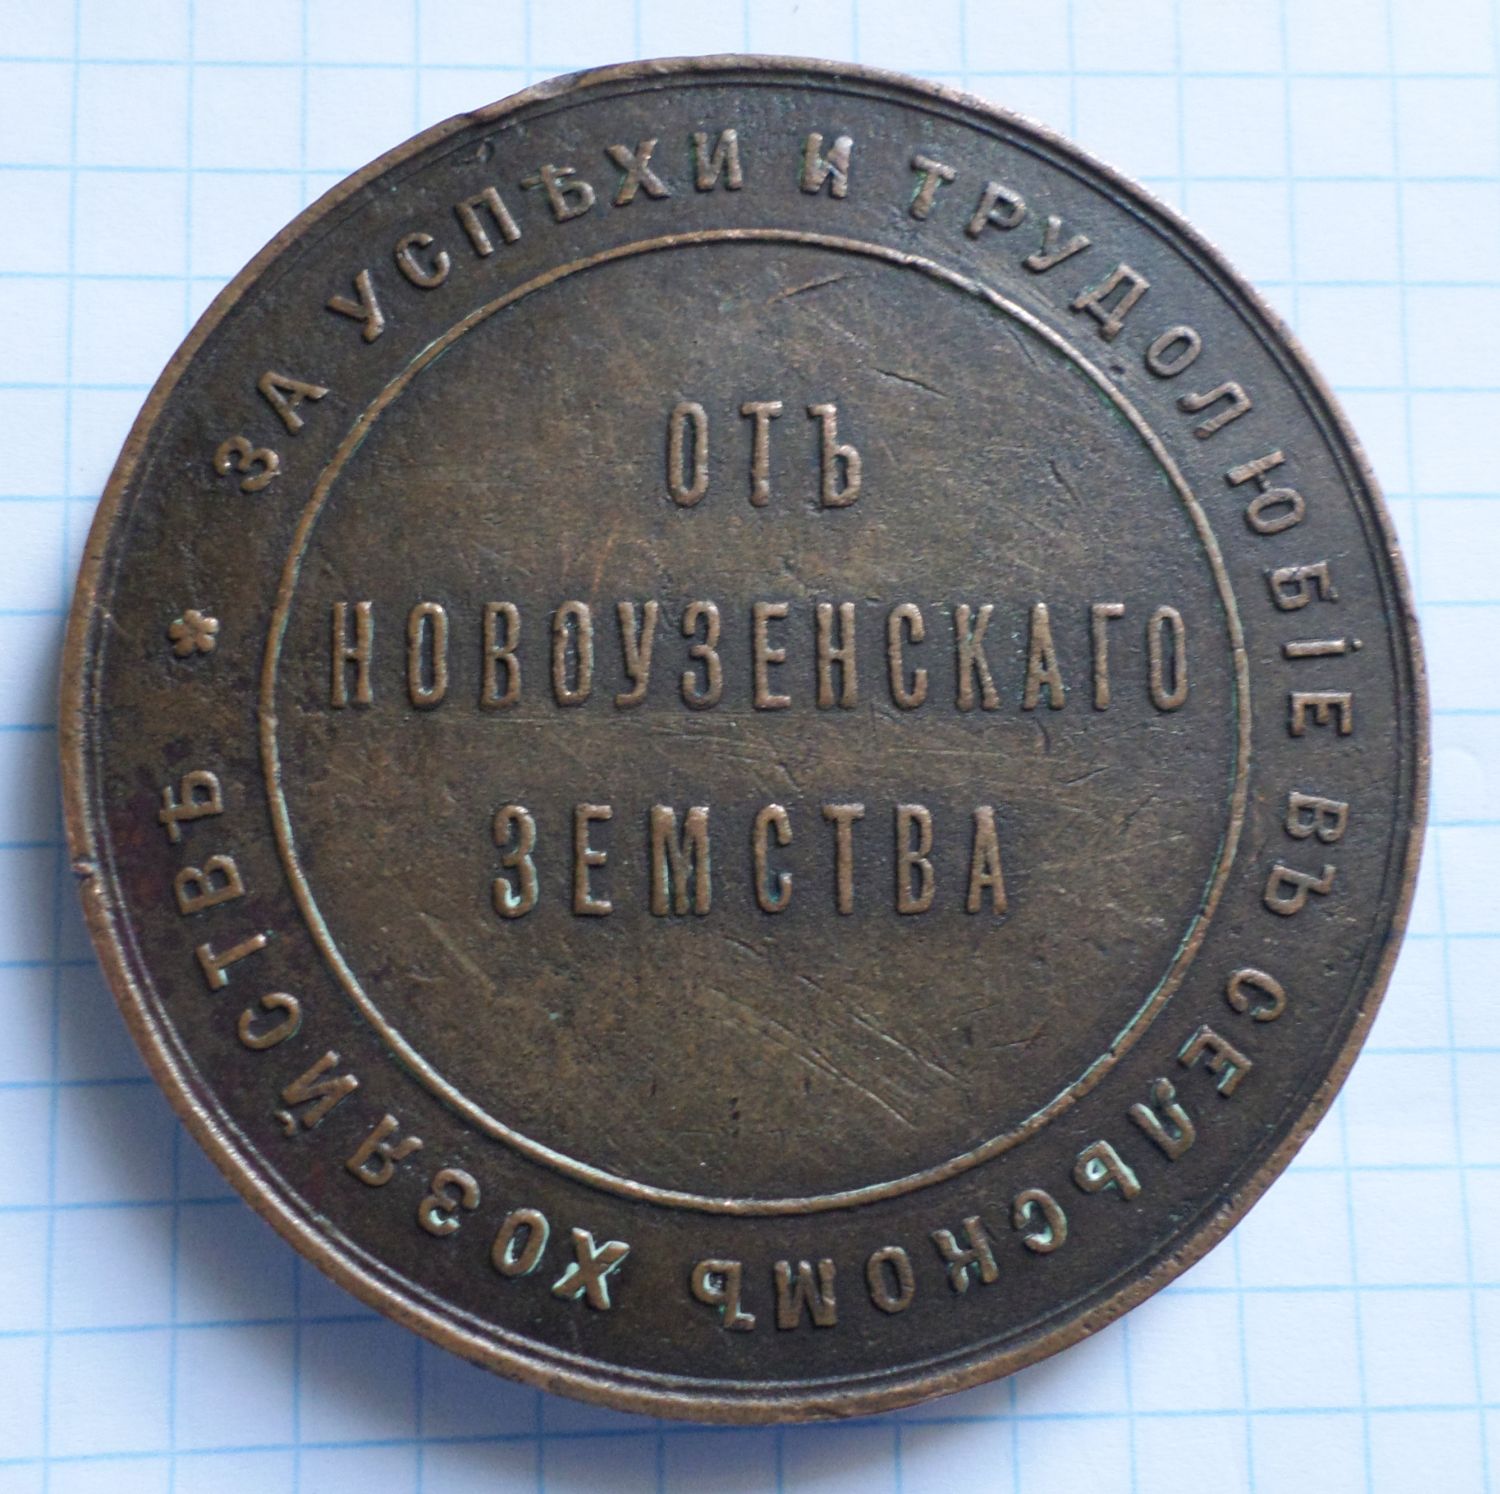 ЗА УСПѢХИ И ТРУДОЛЮБІЕ ВЪ СЕЛЬСКОМЪ ХОЗЯЙСТВѢ *
ОТЪ
НОВОУЗЕНСКАГО
ЗЕМСТВА